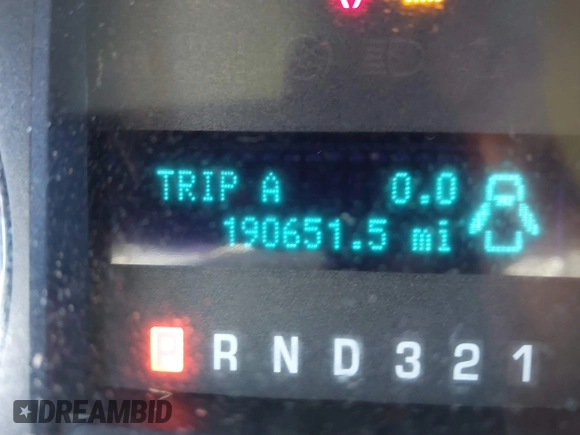 TRIP A 0.0
190651.5 mi
P R N D 3 2 1
DREAMBID